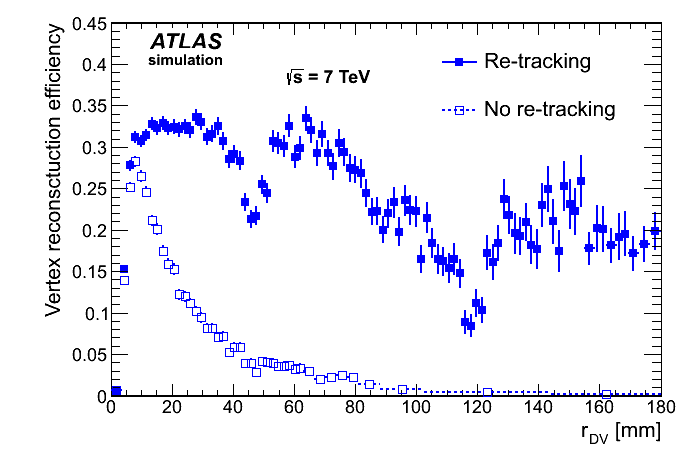 ATLAS
simulation
√s = 7 TeV
Re-tracking
No re-tracking
Vertex reconsctuction efficiency
0.45
0.4
0.35
0.3
0.25
0.2
0.15
0.1
0.05
0
0 20 40 60 80 100 120 140 160 180
r_DV [mm]